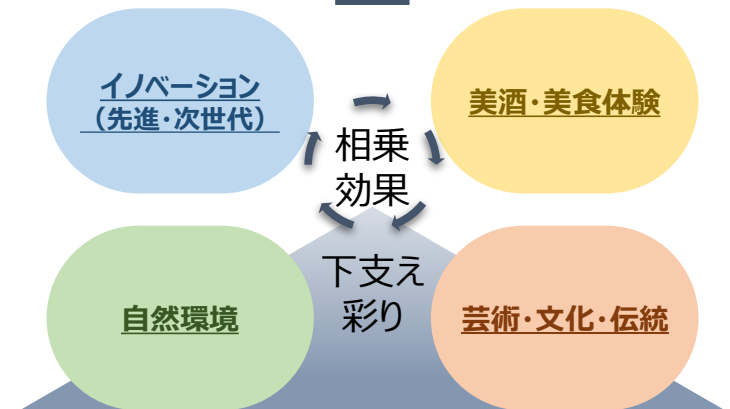 イノベーション
（先進・次世代）
美酒・美食体験
相乗
効果
下支え
彩り
自然環境
芸術・文化・伝統